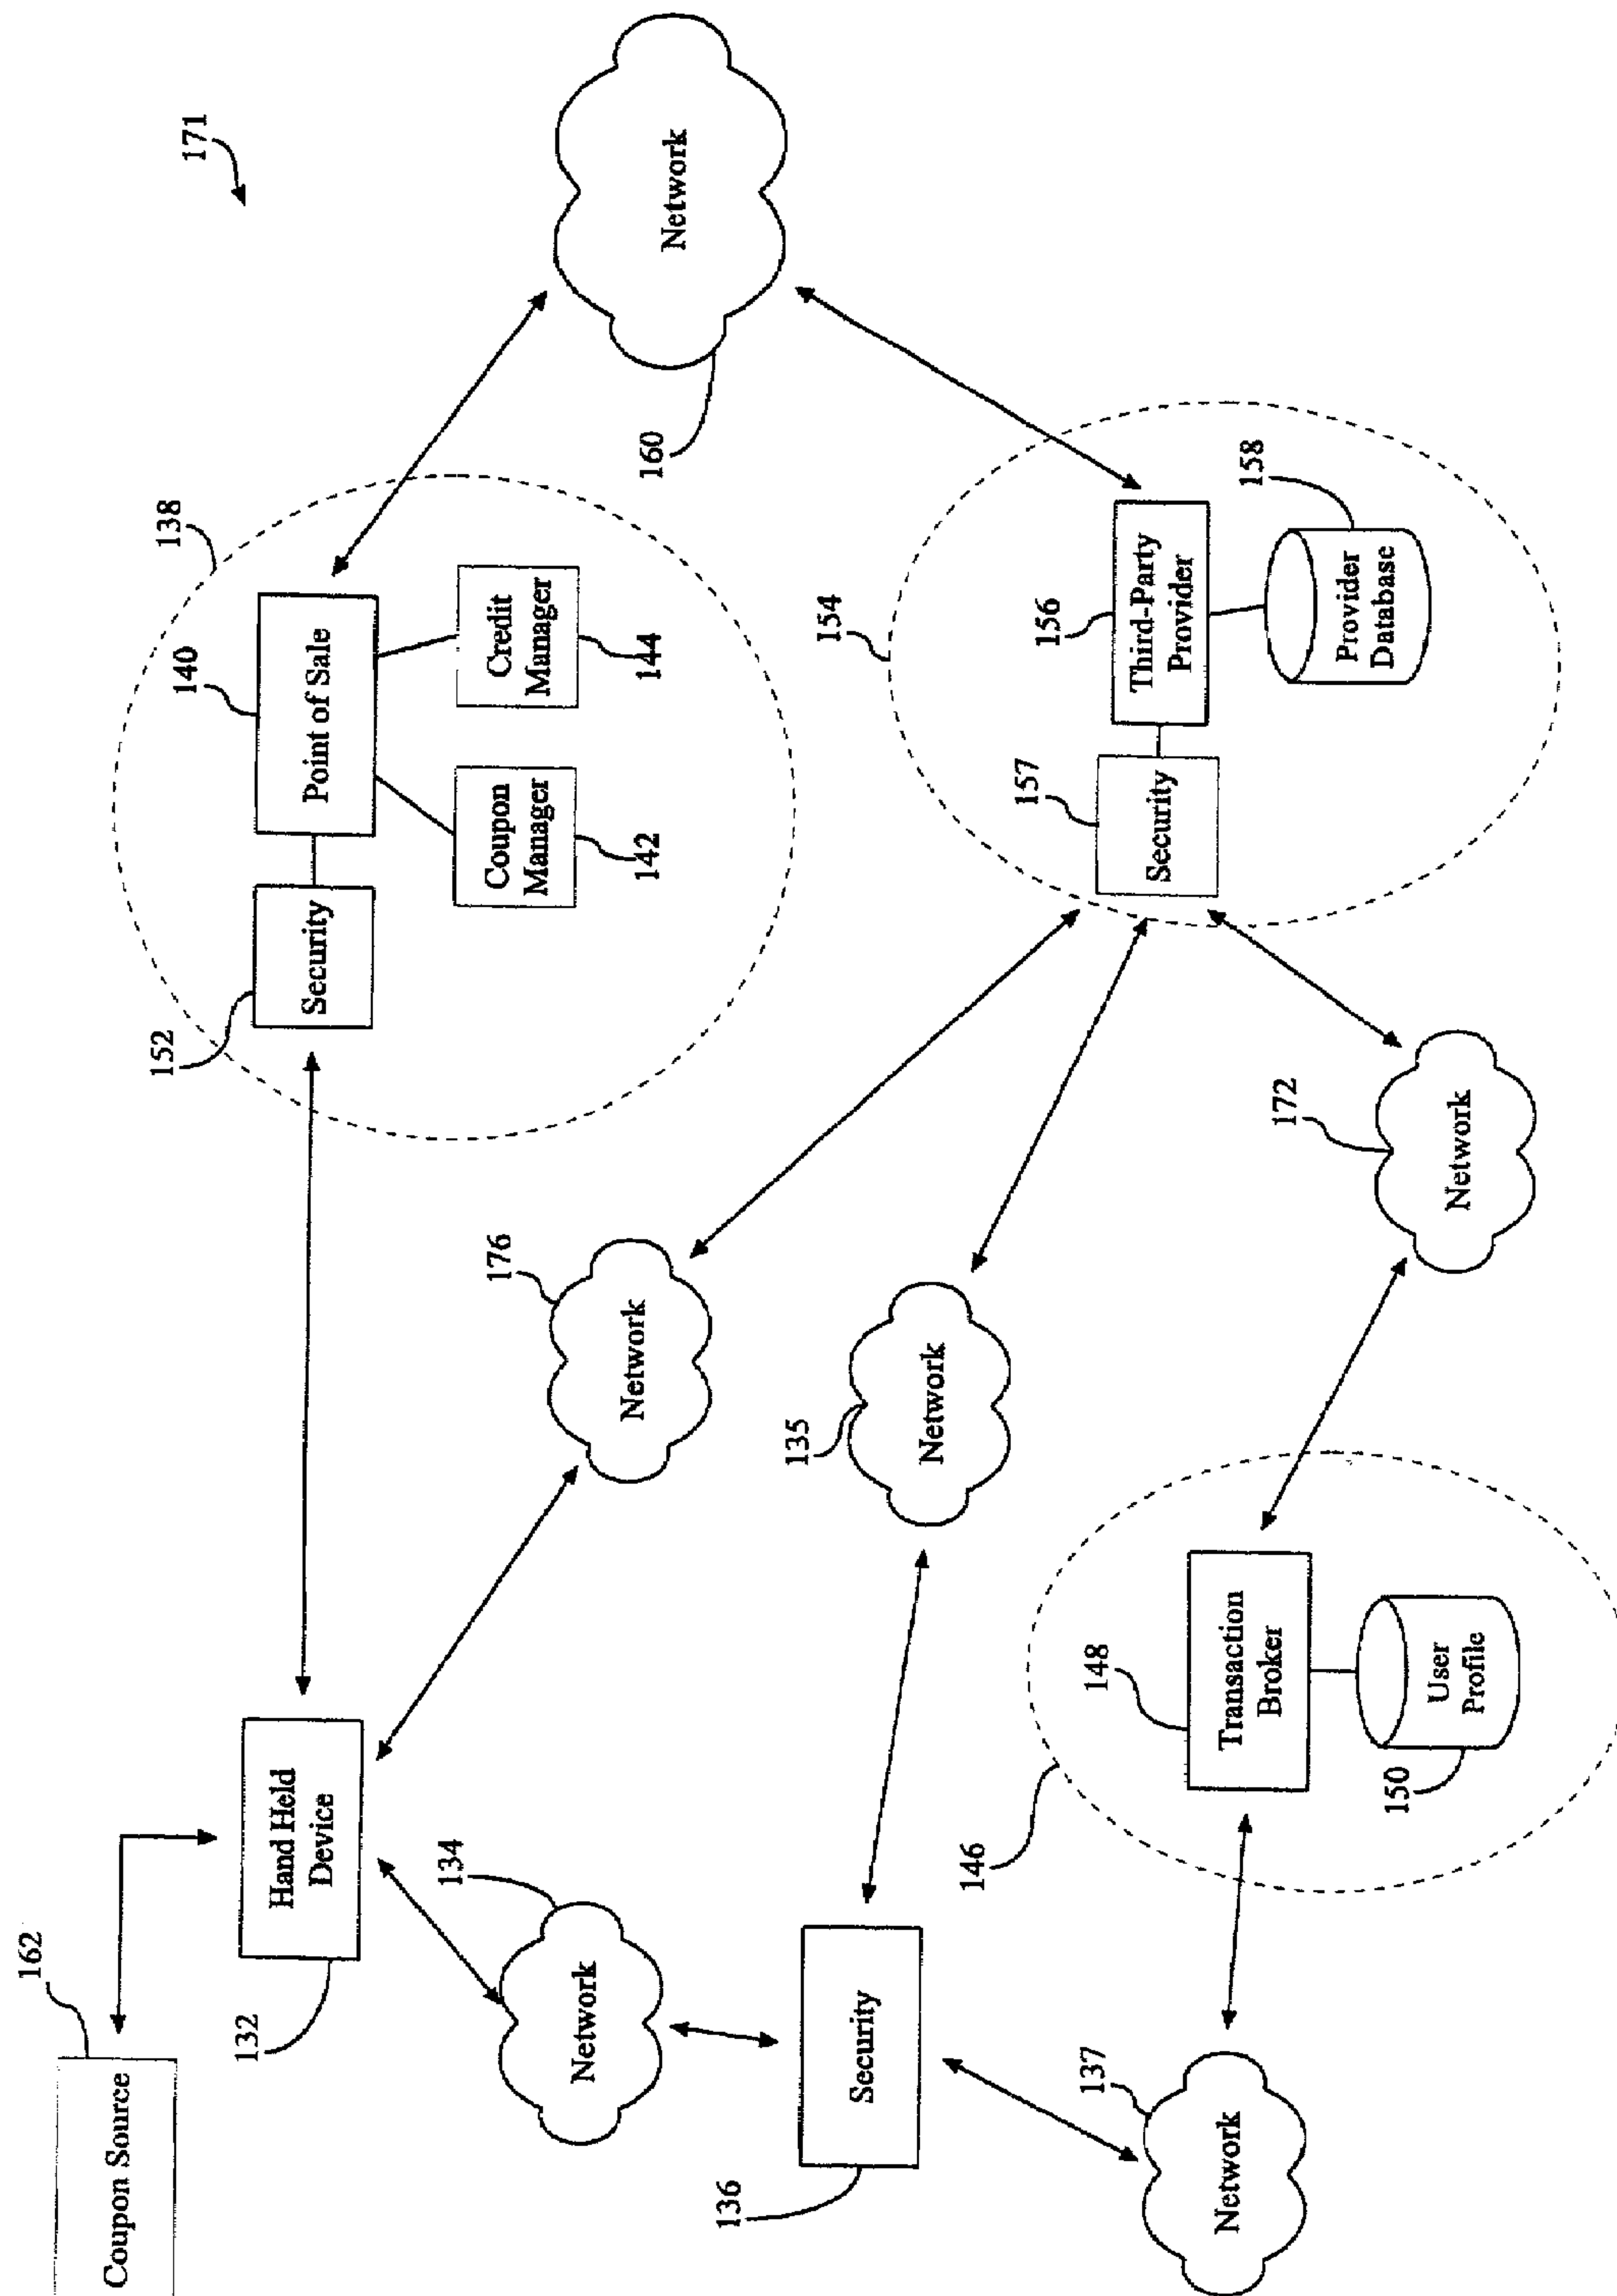 171
162
Coupon Source
Hand Held
Device
132
152
Security
140
Point of Sale
138
Coupon
Manager
142
Credit
Manager
144
Network
160
134
Network
176
Network
Security
136
135
Network
154
157
Security
156
Third-Party
Provider
158
Provider
Database
137
Network
146
148
Transaction
Broker
150
User
Profile
172
Network